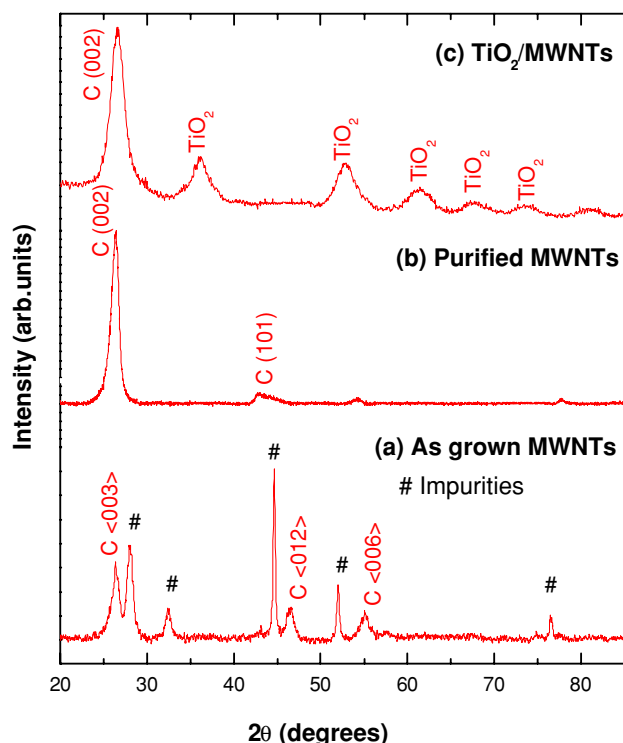 (c) TiO₂/MWNTs
C (002)
TiO₂
TiO₂
TiO₂
TiO₂
TiO₂
(b) Purified MWNTs
C (002)
C (101)
(a) As grown MWNTs
# Impurities
C <003>
#
#
#
C <012>
#
C <006>
#
Intensity (arb.units)
20 30 40 50 60 70 80
2θ (degrees)